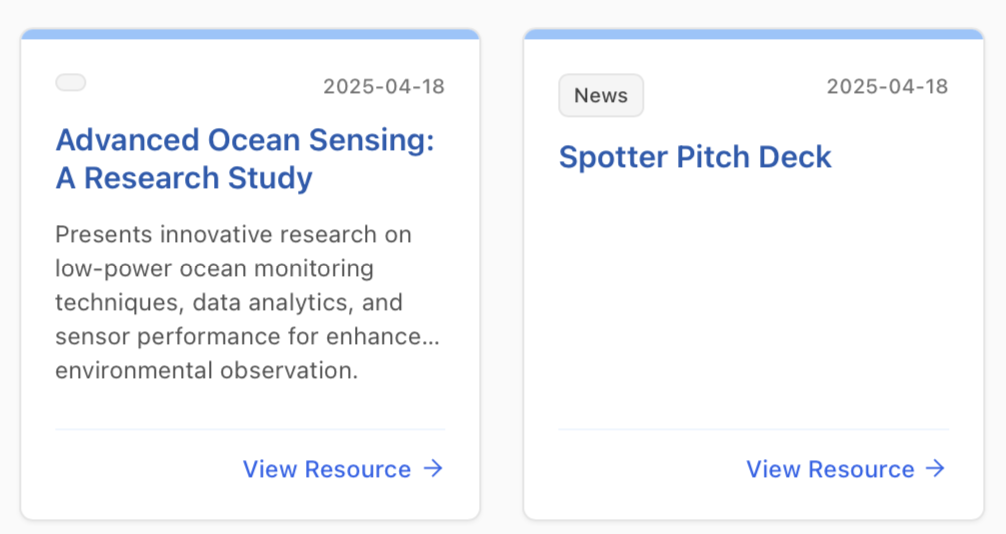 2025-04-18
Advanced Ocean Sensing:
A Research Study
Presents innovative research on
low-power ocean monitoring
techniques, data analytics, and
sensor performance for enhance...
environmental observation.
View Resource →
News
2025-04-18
Spotter Pitch Deck
View Resource →